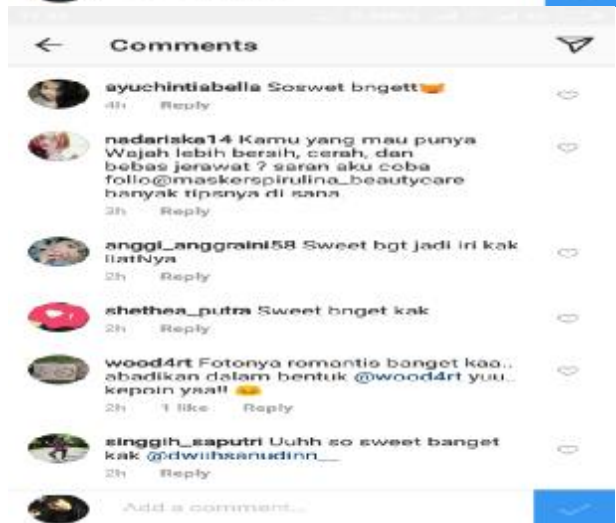 Comments
ayuchintiabella Soswet bngett
4h Reply
nadariska14 Kamu yang mau punya
Wajah lebih bersih, cerah, dan
bebas jerawat ? saran aku coba
follo@maskerspirulina_beautycare
banyak tipsnya di sana
3h Reply
anggi_anggraini58 Sweet bgt jadi iri kak
liatNya
2h Reply
shethea_putra Sweet bnget kak
2h Reply
wood4rt Fotonya romantis banget kaa..
abadikan dalam bentuk @wood4rt yuu..
kepoin yaa!!
2h 1 like Reply
singgih_saputri Uuhh so sweet banget
kak @dwiihsanudinn__
2h Reply
Add a comment...